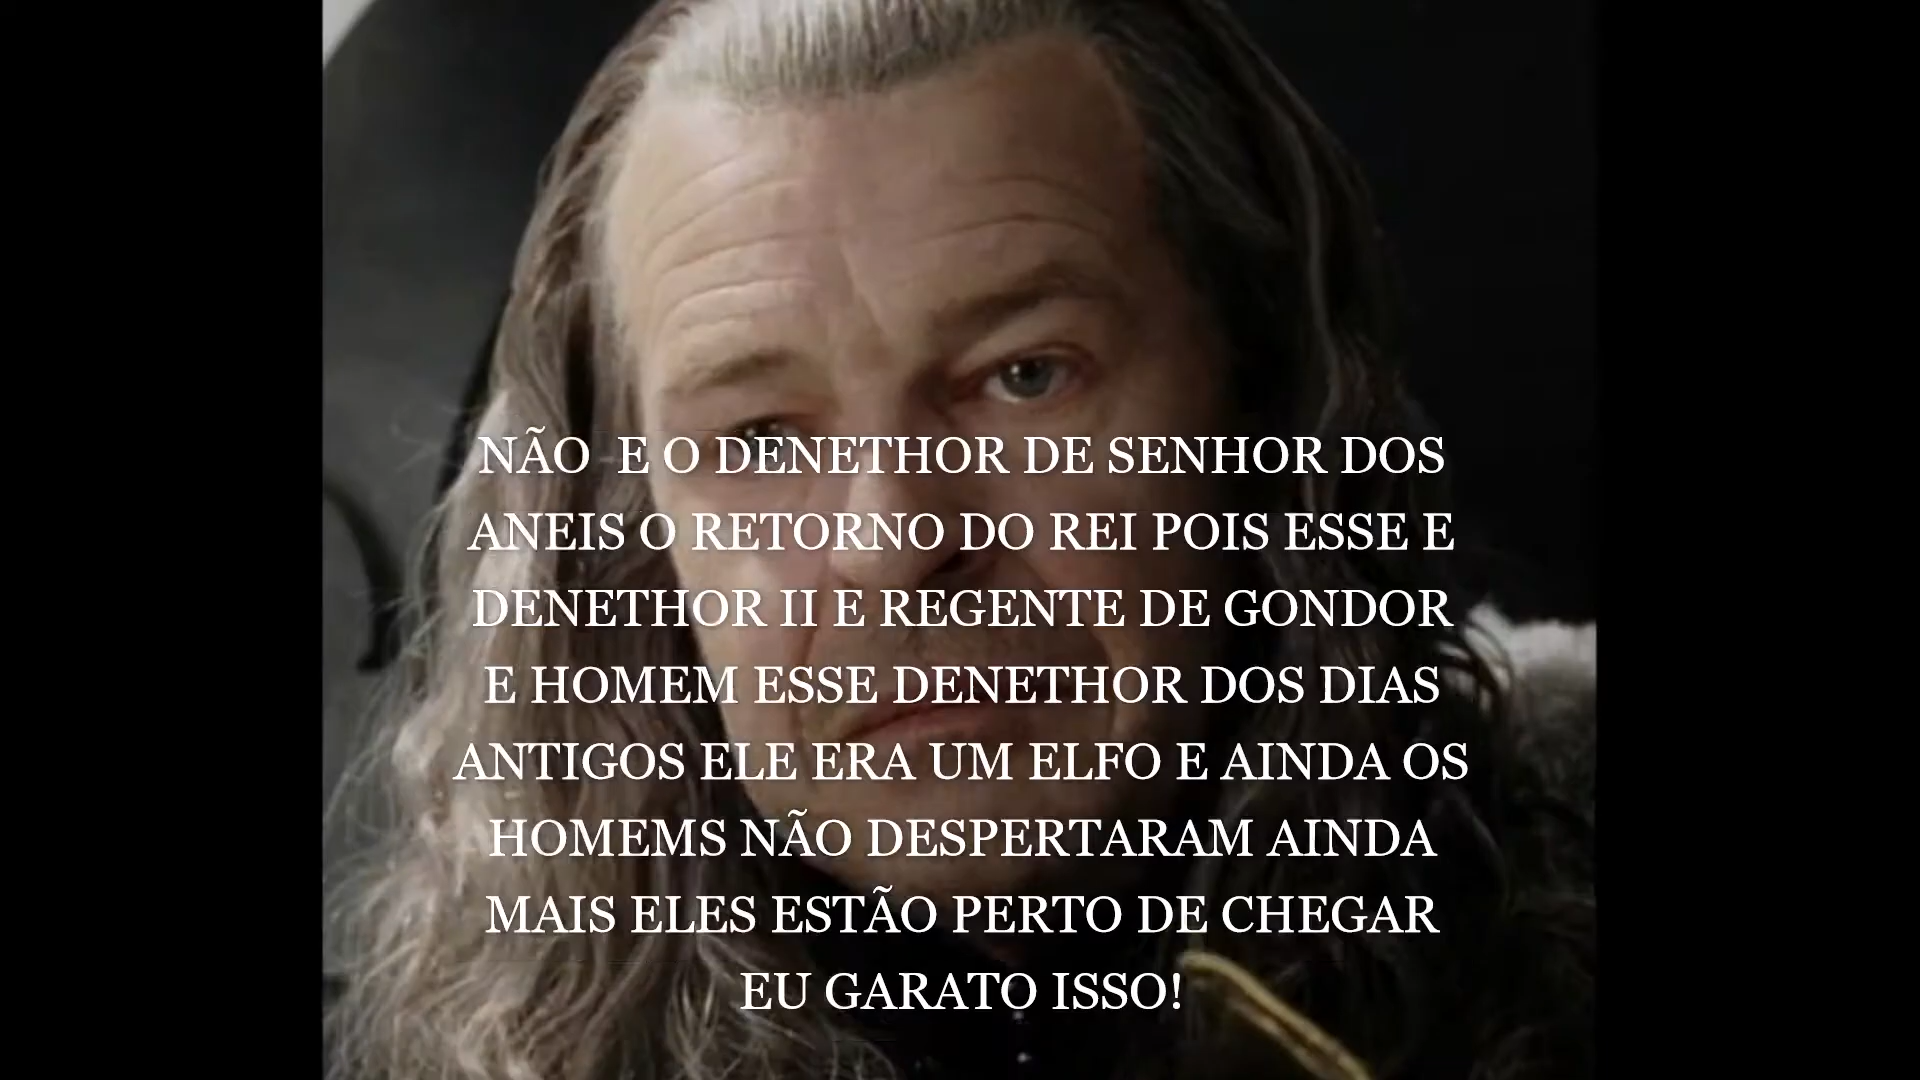 NÃO  E O DENETHOR DE SENHOR DOS
ANEIS O RETORNO DO REI POIS ESSE E
DENETHOR II E REGENTE DE GONDOR
E HOMEM ESSE DENETHOR DOS DIAS
ANTIGOS ELE ERA UM ELFO E AINDA OS
HOMEMS NÃO DESPERTARAM AINDA
MAIS ELES ESTÃO PERTO DE CHEGAR
EU GARATO ISSO!